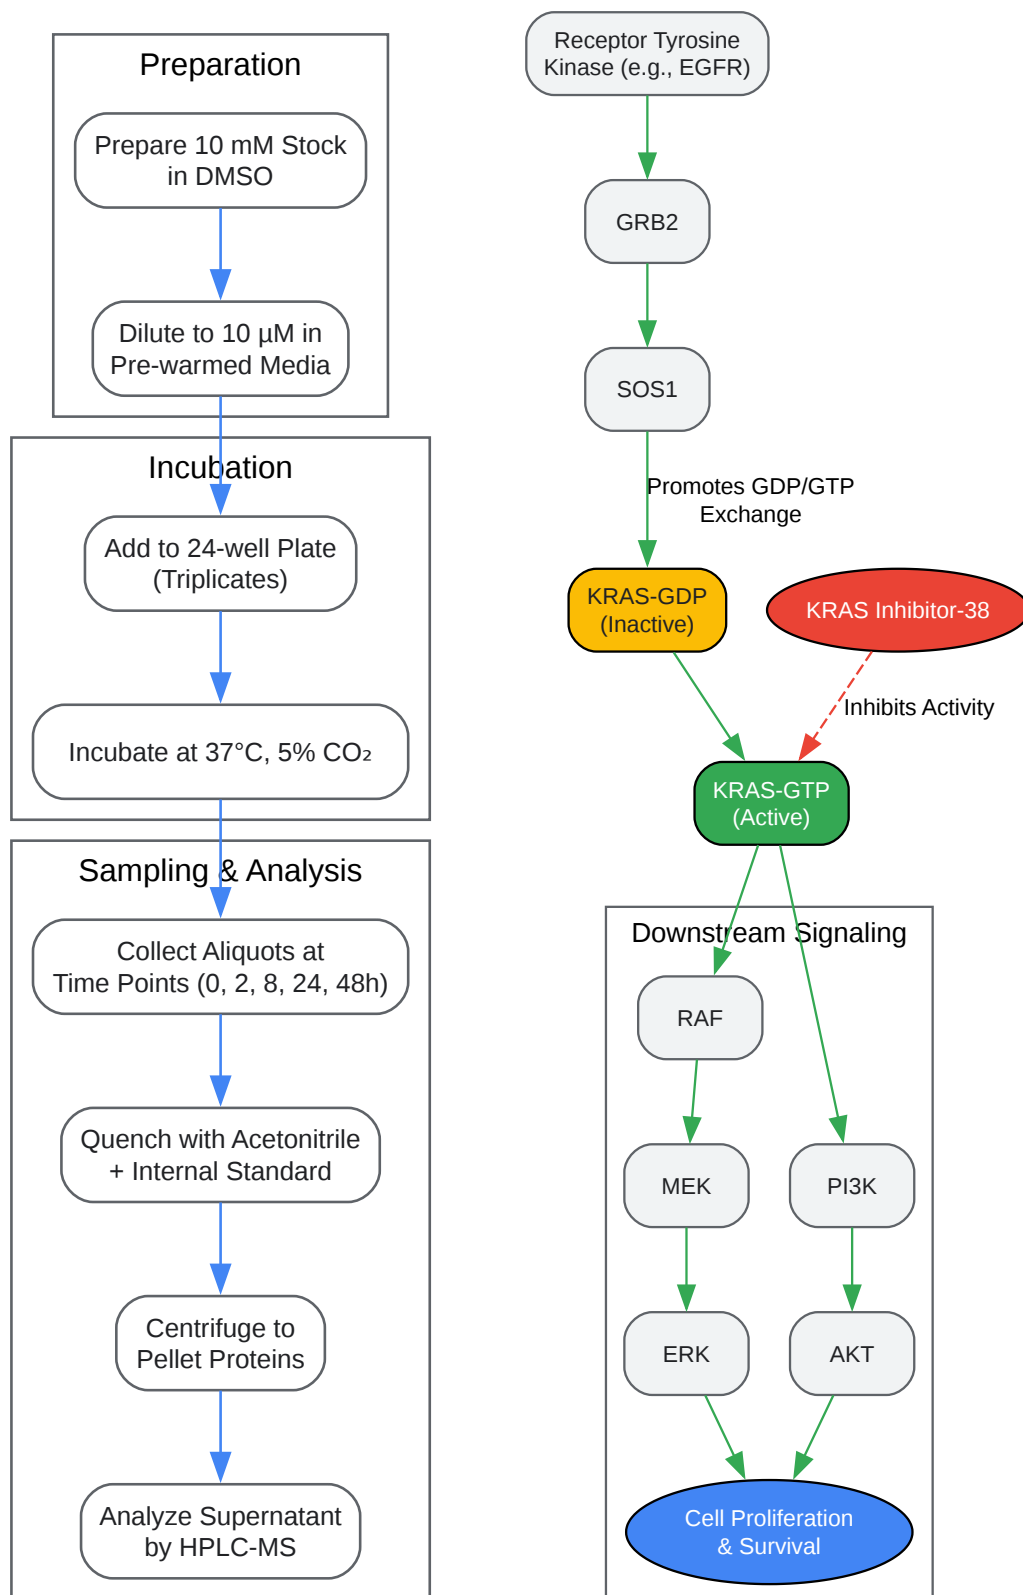 Preparation
Prepare 10 mM Stock
in DMSO
Dilute to 10 µM in
Pre-warmed Media
Incubation
Add to 24-well Plate
(Triplicates)
Incubate at 37°C, 5% CO₂
Sampling & Analysis
Collect Aliquots at
Time Points (0, 2, 8, 24, 48h)
Quench with Acetonitrile
+ Internal Standard
Centrifuge to
Pellet Proteins
Analyze Supernatant
by HPLC-MS
Receptor Tyrosine
Kinase (e.g., EGFR)
GRB2
SOS1
Promotes GDP/GTP
Exchange
KRAS-GDP
(Inactive)
KRAS Inhibitor-38
Inhibits Activity
KRAS-GTP
(Active)
Downstream Signaling
RAF
MEK
PI3K
ERK
AKT
Cell Proliferation
& Survival